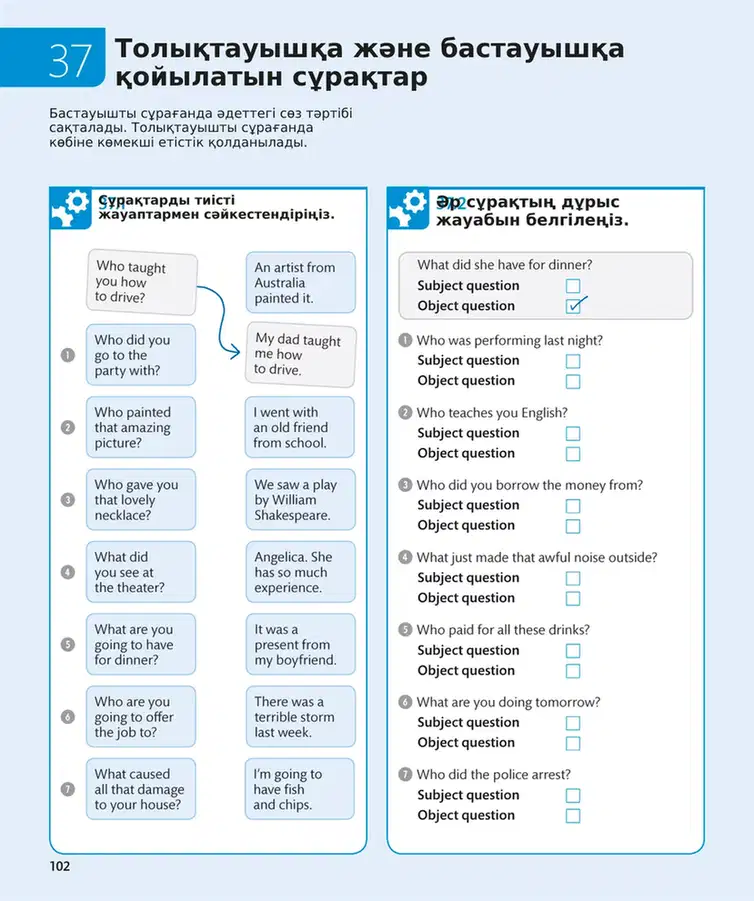 37
Толықтауышқа және бастауышқа
қойылатын сұрақтар
Бастауышты сұрағанда әдеттегі сөз тәртібі
сақталады. Толықтауышты сұрағанда
көбіне көмекші етістік қолданылады.
37.1 Сұрақтарды тиісті
жауаптармен сәйкестендіріңіз.
Who taught
you how
to drive?
An artist from
Australia
painted it.
1
Who did you
go to the
party with?
My dad taught
me how
to drive.
2
Who painted
that amazing
picture?
I went with
an old friend
from school.
3
Who gave you
that lovely
necklace?
We saw a play
by William
Shakespeare.
4
What did
you see at
the theater?
Angelica. She
has so much
experience.
5
What are you
going to have
for dinner?
It was a
present from
my boyfriend.
6
Who are you
going to offer
the job to?
There was a
terrible storm
last week.
7
What caused
all that damage
to your house?
I'm going to
have fish
and chips.
37.2 Әр сұрақтың дұрыс
жауабын белгілеңіз.
What did she have for dinner?
Subject question
Object question
1 Who was performing last night?
Subject question
Object question
2 Who teaches you English?
Subject question
Object question
3 Who did you borrow the money from?
Subject question
Object question
4 What just made that awful noise outside?
Subject question
Object question
5 Who paid for all these drinks?
Subject question
Object question
6 What are you doing tomorrow?
Subject question
Object question
7 Who did the police arrest?
Subject question
Object question
102